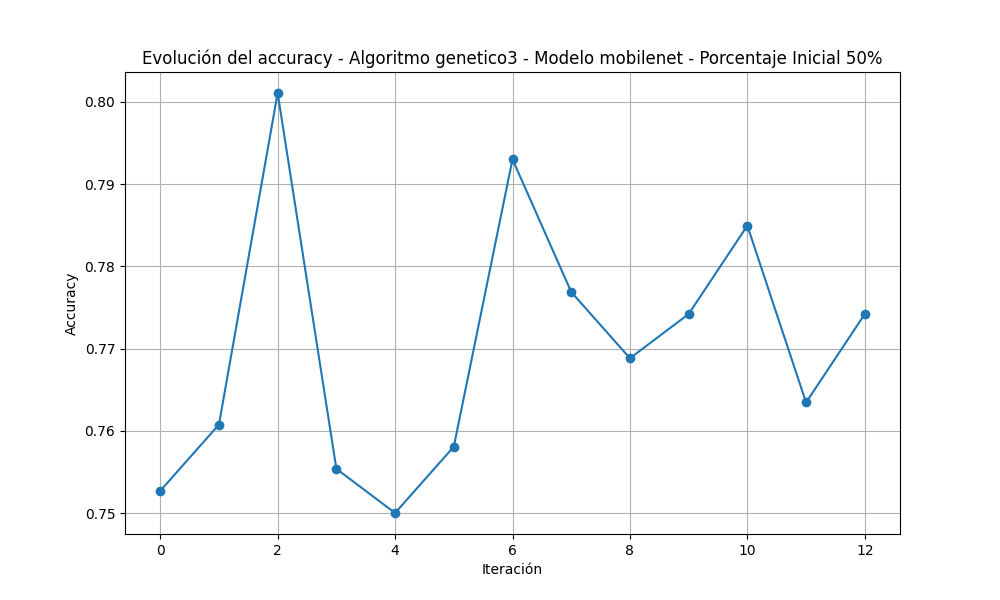 Evolución del accuracy - Algoritmo genetico3 - Modelo mobilenet - Porcentaje Inicial 50%
Accuracy
0.80
0.79
0.78
0.77
0.76
0.75
0 2 4 6 8 10 12
Iteración